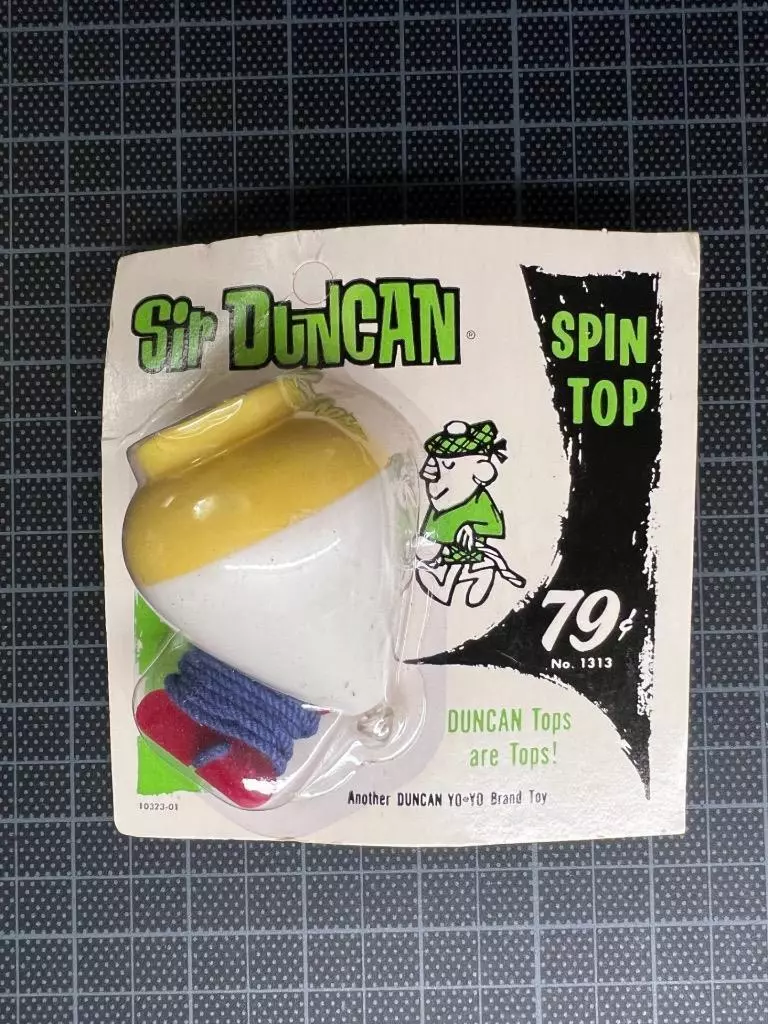 Sir DUNCAN®
SPIN
TOP
79¢
No. 1313
DUNCAN Tops
are Tops!
Another DUNCAN YO-YO Brand Toy
10323-01